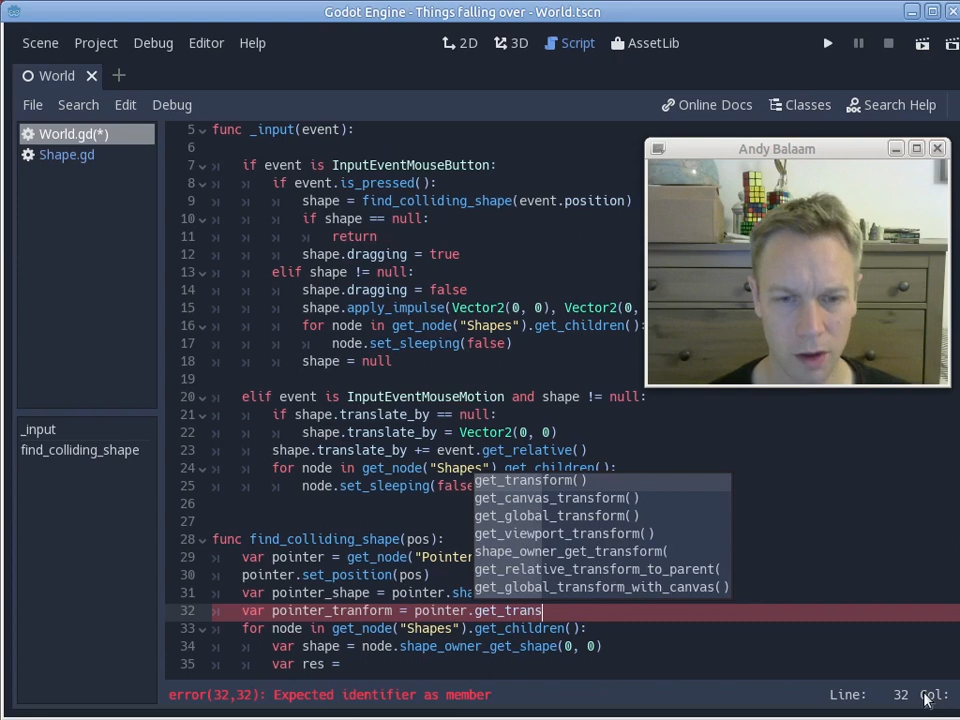 Godot Engine - Things falling over - World.tscn
Scene Project Debug Editor Help 2D 3D Script AssetLib
World
File Search Edit Debug Online Docs Classes Search Help
World.gd(*)
Shape.gd
_input
find_colliding_shape
Andy Balaam
5 func _input(event):
6
7 if event is InputEventMouseButton:
8 if event.is_pressed():
9 shape = find_colliding_shape(event.position)
10 if shape == null:
11 return
12 shape.dragging = true
13 elif shape != null:
14 shape.dragging = false
15 shape.apply_impulse(Vector2(0, 0), Vector2(0,
16 for node in get_node("Shapes").get_children():
17 node.set_sleeping(false)
18 shape = null
19
20 elif event is InputEventMouseMotion and shape != null:
21 if shape.translate_by == null:
22 shape.translate_by = Vector2(0, 0)
23 shape.translate_by += event.get_relative()
24 for node in get_node("Shapes").get_children():
25 node.set_sleeping(false
26
27
28 func find_colliding_shape(pos):
29 var pointer = get_node("Pointer
30 pointer.set_position(pos)
31 var pointer_shape = pointer.sha
32 var pointer_tranform = pointer.get_trans
33 for node in get_node("Shapes").get_children():
34 var shape = node.shape_owner_get_shape(0, 0)
35 var res =
get_transform()
get_canvas_transform()
get_global_transform()
get_viewport_transform()
shape_owner_get_transform(
get_relative_transform_to_parent(
get_global_transform_with_canvas()
error(32,32): Expected identifier as member Line: 32 Col: